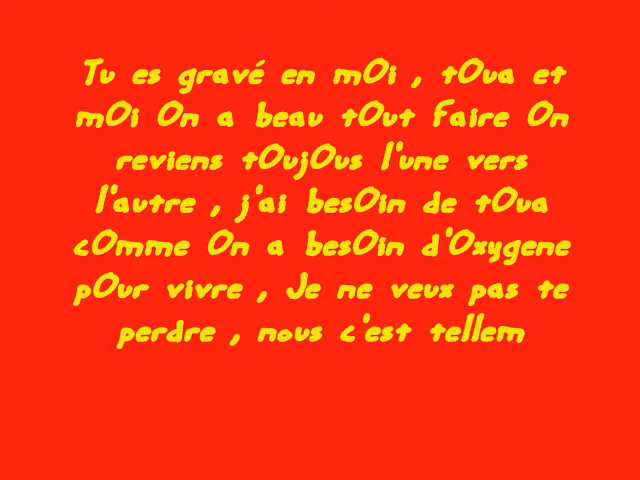 Tu es gravé en mOi , tOua et
mOi On a beau tOut faire On
reviens tOujOus l'une vers
l'autre , j'ai besOin de tOua
cOmme On a besOin d'Oxygene
pOur vivre , Je ne veux pas te
perdre , nous c'est tellem